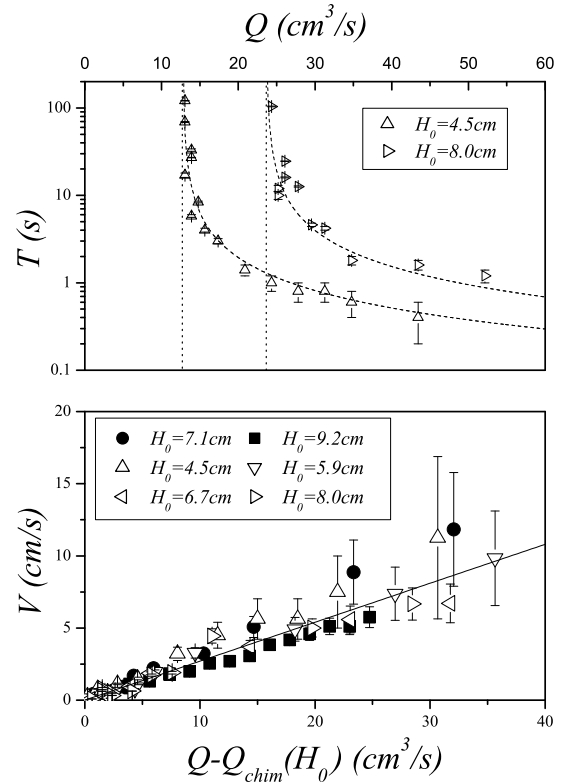 Q (cm³/s)
0 10 20 30 40 50 60
T (s)
100
10
1
0.1
H₀=4.5cm
H₀=8.0cm
V (cm/s)
20
15
10
5
0
H₀=7.1cm H₀=9.2cm
H₀=4.5cm H₀=5.9cm
H₀=6.7cm H₀=8.0cm
0 10 20 30 40
Q-Q_chim(H₀) (cm³/s)